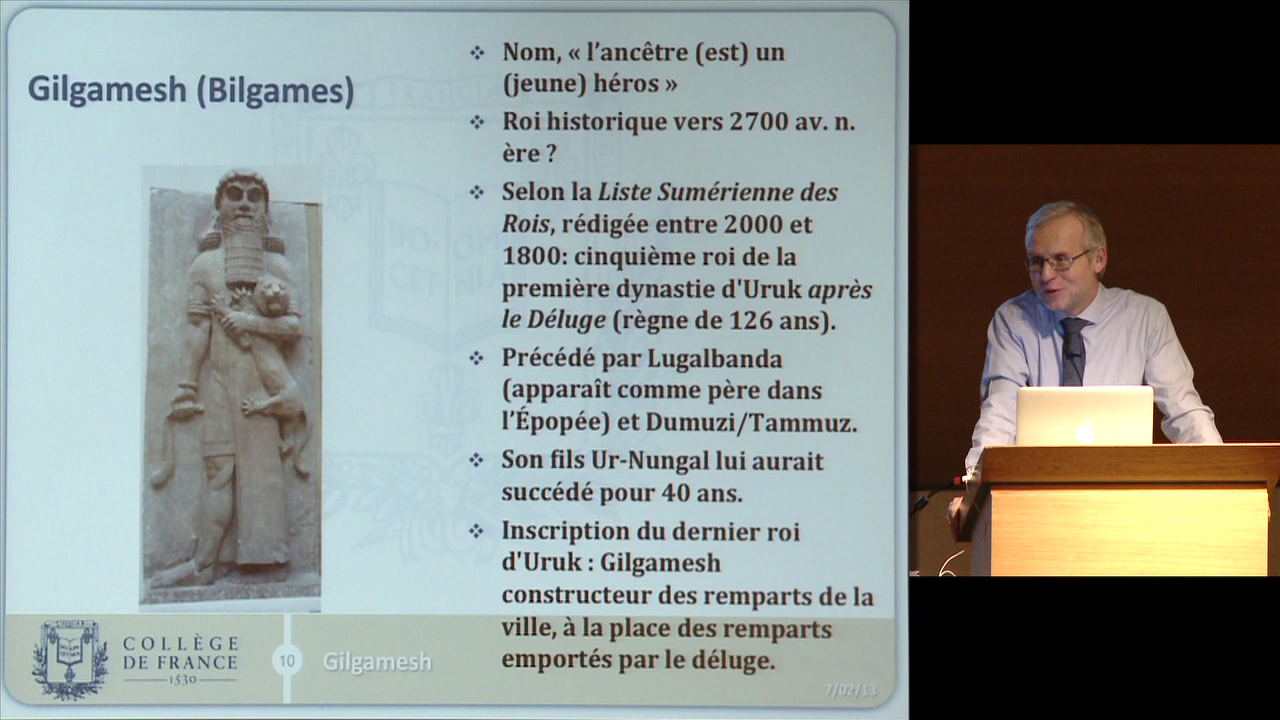 Gilgamesh (Bilgames)
❖ Nom, « l’ancêtre (est) un
(jeune) héros »
❖ Roi historique vers 2700 av. n.
ère ?
❖ Selon la Liste Sumérienne des
Rois, rédigée entre 2000 et
1800: cinquième roi de la
première dynastie d'Uruk après
le Déluge (règne de 126 ans).
❖ Précédé par Lugalbanda
(apparaît comme père dans
l’Épopée) et Dumuzi/Tammuz.
❖ Son fils Ur-Nungal lui aurait
succédé pour 40 ans.
❖ Inscription du dernier roi
d'Uruk : Gilgamesh
constructeur des remparts de la
ville, à la place des remparts
emportés par le déluge.
COLLÈGE
DE FRANCE
1530
10
Gilgamesh
7/02/13